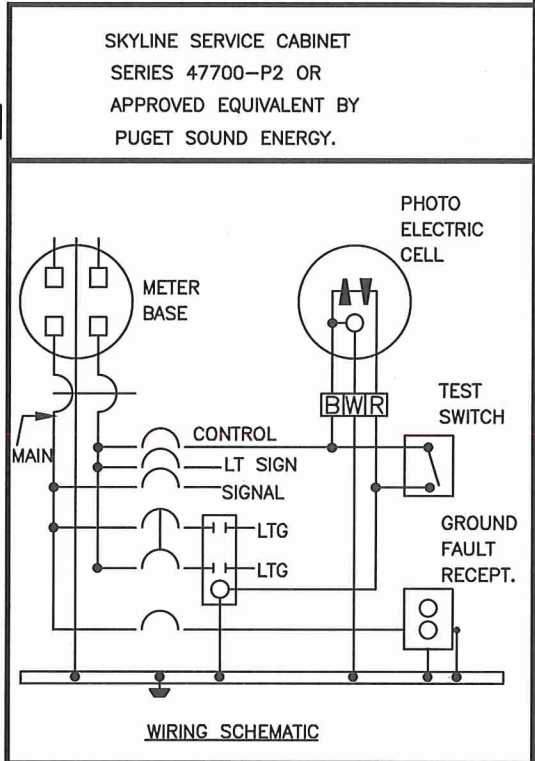 SKYLINE SERVICE CABINET
SERIES 47700-P2 OR
APPROVED EQUIVALENT BY
PUGET SOUND ENERGY.
PHOTO
ELECTRIC
CELL
METER
BASE
B W R
TEST
SWITCH
MAIN
CONTROL
LT SIGN
SIGNAL
LTG
LTG
GROUND
FAULT
RECEPT.
WIRING SCHEMATIC